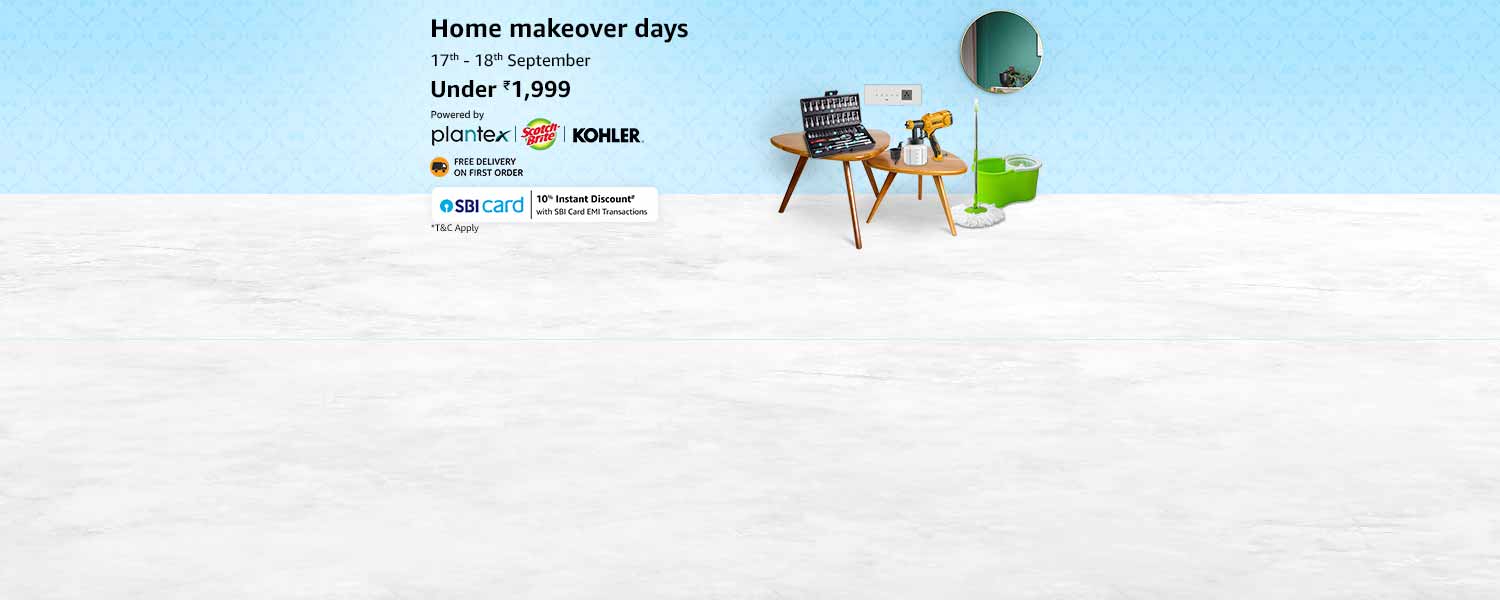 Home makeover days
17th - 18th September
Under ₹1,999
Powered by
plantex | Scotch-Brite | KOHLER.
FREE DELIVERY
ON FIRST ORDER
SBI card
10% Instant Discount#
with SBI Card EMI Transactions
*T&C Apply